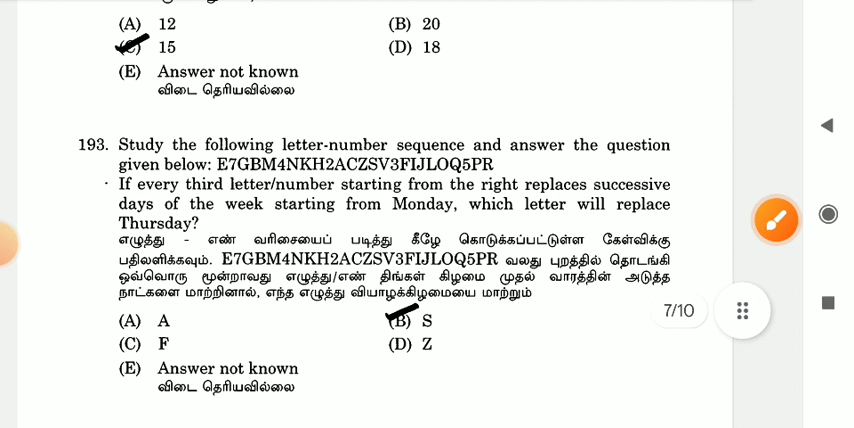 (A) 12 (B) 20
(C) 15 (D) 18
(E) Answer not known
விடை தெரியவில்லை
193. Study the following letter-number sequence and answer the question
given below: E7GBM4NKH2ACZSV3FIJLOQ5PR
If every third letter/number starting from the right replaces successive
days of the week starting from Monday, which letter will replace
Thursday?
எழுத்து - எண் வரிசையைப் படித்து கீழே கொடுக்கப்பட்டுள்ள கேள்விக்கு
பதிலளிக்கவும். E7GBM4NKH2ACZSV3FIJLOQ5PR வலது புறத்தில் தொடங்கி
ஒவ்வொரு மூன்றாவது எழுத்து/எண் திங்கள் கிழமை முதல் வாரத்தின் அடுத்த
நாட்களை மாற்றினால், எந்த எழுத்து வியாழக்கிழமையை மாற்றும்
(A) A (B) S
(C) F (D) Z
(E) Answer not known
விடை தெரியவில்லை
7/10